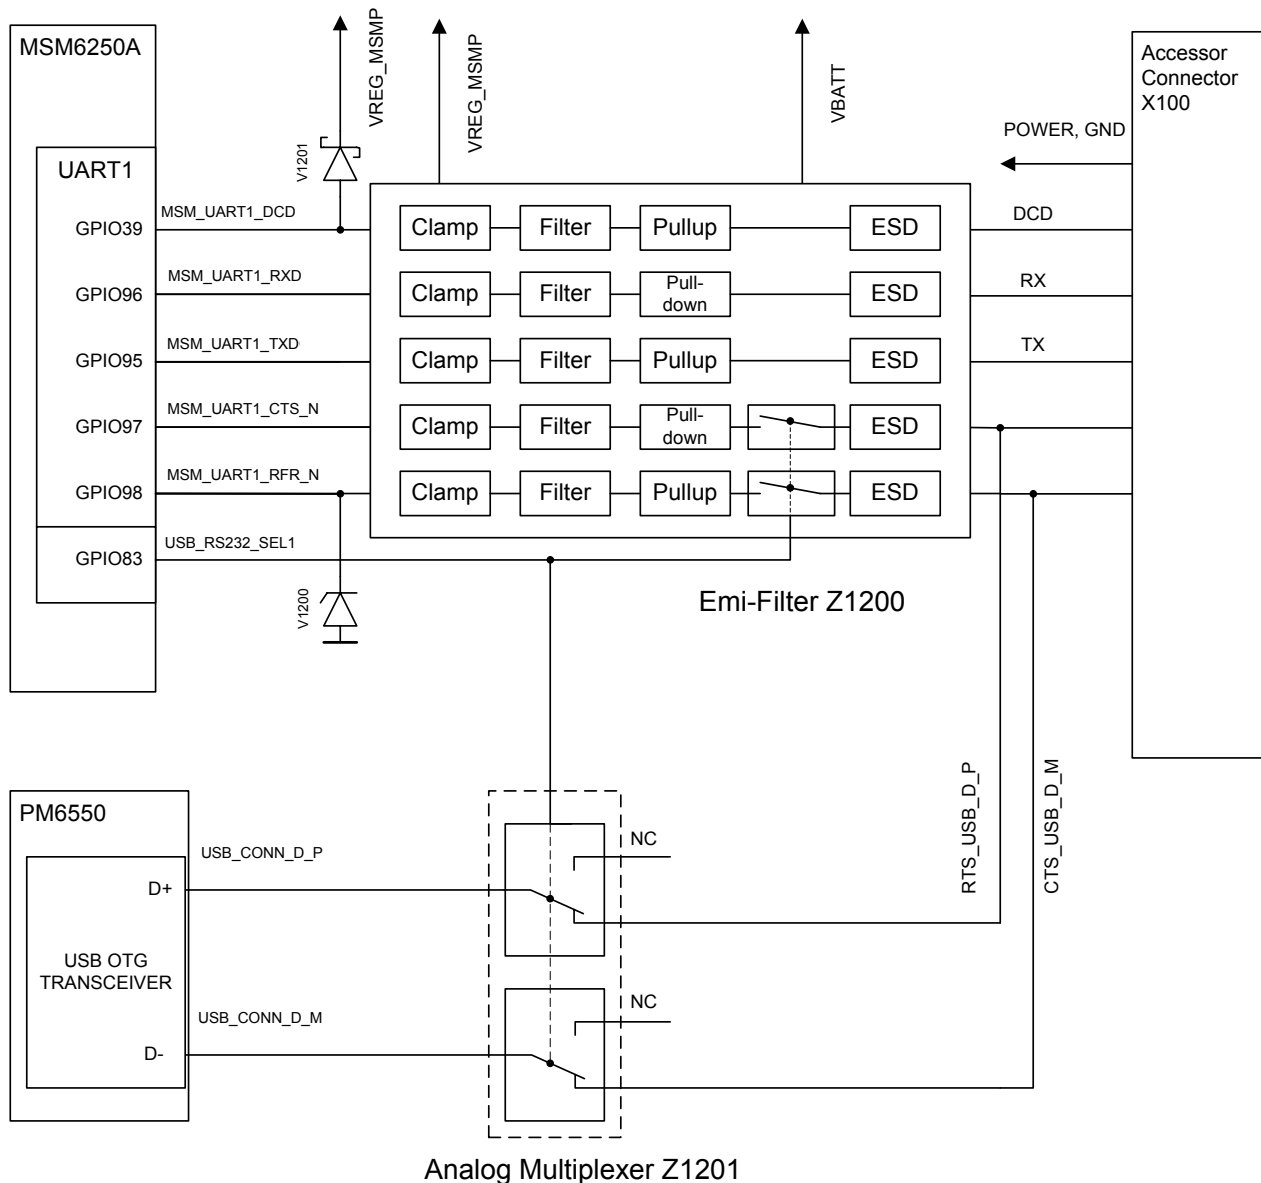 MSM6250A
VREG_MSMP
VREG_MSMP
VBATT
Accessor
Connector
X100
POWER, GND
V1201
UART1
GPIO39
MSM_UART1_DCD
Clamp
Filter
Pullup
ESD
DCD
GPIO96
MSM_UART1_RXD
Clamp
Filter
Pull-
down
ESD
RX
GPIO95
MSM_UART1_TXD
Clamp
Filter
Pullup
ESD
TX
GPIO97
MSM_UART1_CTS_N
Clamp
Filter
Pull-
down
ESD
GPIO98
MSM_UART1_RFR_N
Clamp
Filter
Pullup
ESD
GPIO83
USB_RS232_SEL1
V1200
Emi-Filter Z1200
RTS_USB_D_P
CTS_USB_D_M
PM6550
USB OTG
TRANSCEIVER
D+
USB_CONN_D_P
NC
D-
USB_CONN_D_M
NC
Analog Multiplexer Z1201